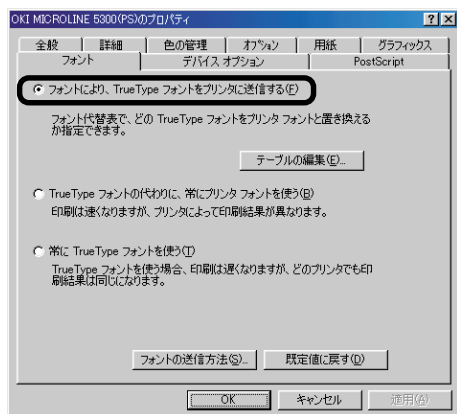 OKI MICROLINE 5300(PS)のプロパティ
全般 詳細 色の管理 オプション 用紙 グラフィックス
フォント デバイス オプション PostScript
フォントにより、TrueType フォントをプリンタに送信する(F)
フォント代替表で、どの TrueType フォントをプリンタ フォントと置き換える
か指定できます。
テーブルの編集(E)...
TrueType フォントの代わりに、常にプリンタ フォントを使う(B)
印刷は速くなりますが、プリンタによって印刷結果が異なります。
常に TrueType フォントを使う(T)
TrueType フォントを使う場合、印刷は遅くなりますが、どのプリンタでも印
刷結果は同じになります。
フォントの送信方法(S)... 既定値に戻す(D)
OK キャンセル 適用(A)